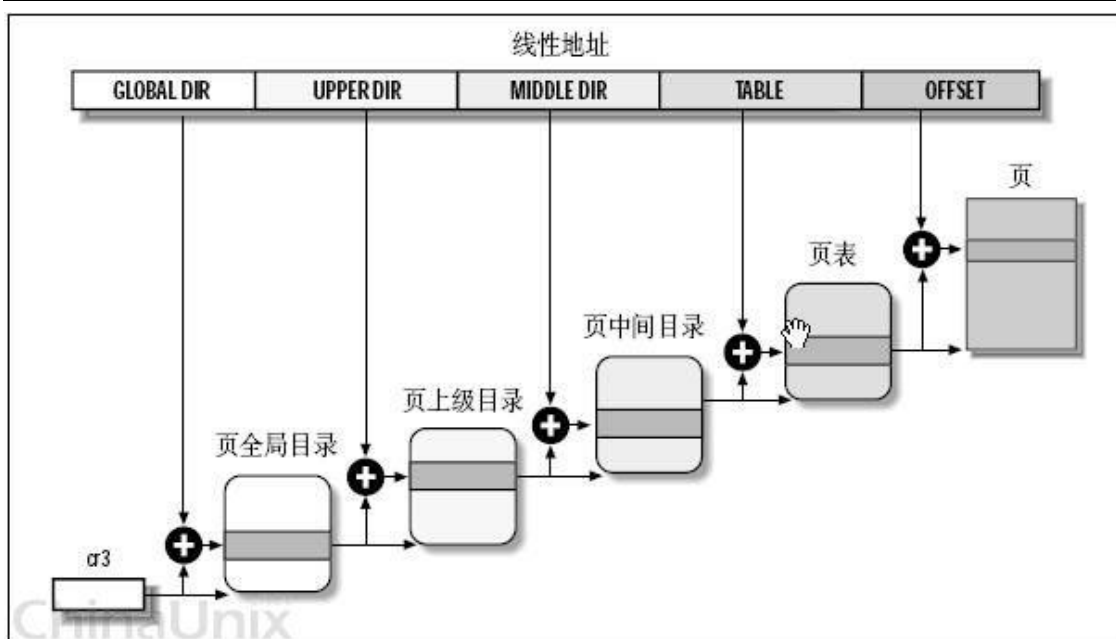 线性地址
GLOBAL DIR UPPER DIR MIDDLE DIR TABLE OFFSET
页
页表
页中间目录
页上级目录
页全局目录
cr3
ChinaUnix